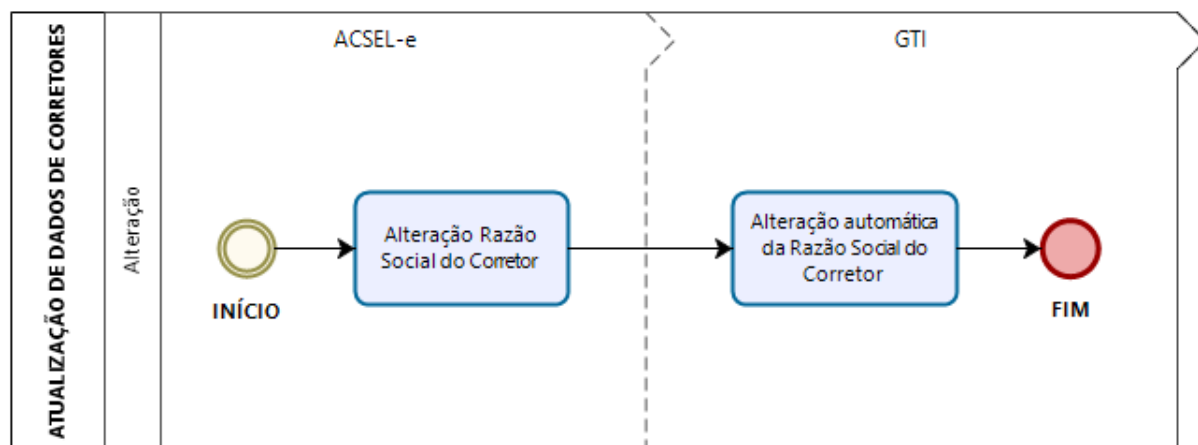 ATUALIZAÇÃO DE DADOS DE CORRETORES
Alteração
ACSEL-e
GTI
INÍCIO
Alteração Razão
Social do Corretor
Alteração automática
da Razão Social do
Corretor
FIM